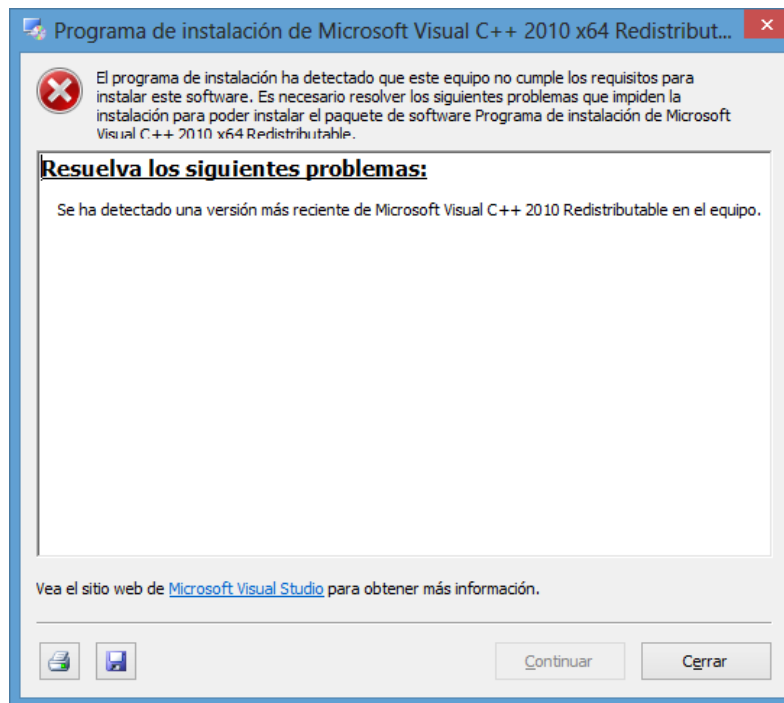 Programa de instalación de Microsoft Visual C++ 2010 x64 Redistribut...
El programa de instalación ha detectado que este equipo no cumple los requisitos para
instalar este software. Es necesario resolver los siguientes problemas que impiden la
instalación para poder instalar el paquete de software Programa de instalación de Microsoft
Visual C++ 2010 x64 Redistributable.
Resuelva los siguientes problemas:
Se ha detectado una versión más reciente de Microsoft Visual C++ 2010 Redistributable en el equipo.
Vea el sitio web de Microsoft Visual Studio para obtener más información.
Continuar
Cerrar